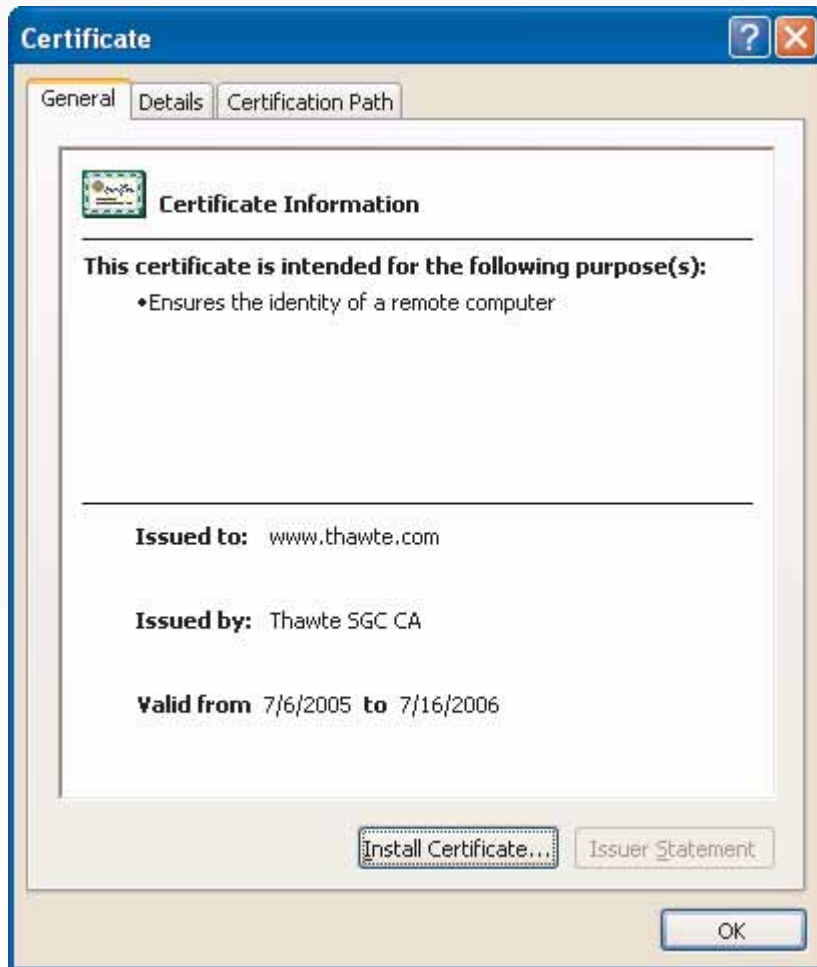 Certificate
General Details Certification Path
Certificate Information
This certificate is intended for the following purpose(s):
•Ensures the identity of a remote computer
Issued to: www.thawte.com
Issued by: Thawte SGC CA
Valid from 7/6/2005 to 7/16/2006
Install Certificate... Issuer Statement
OK